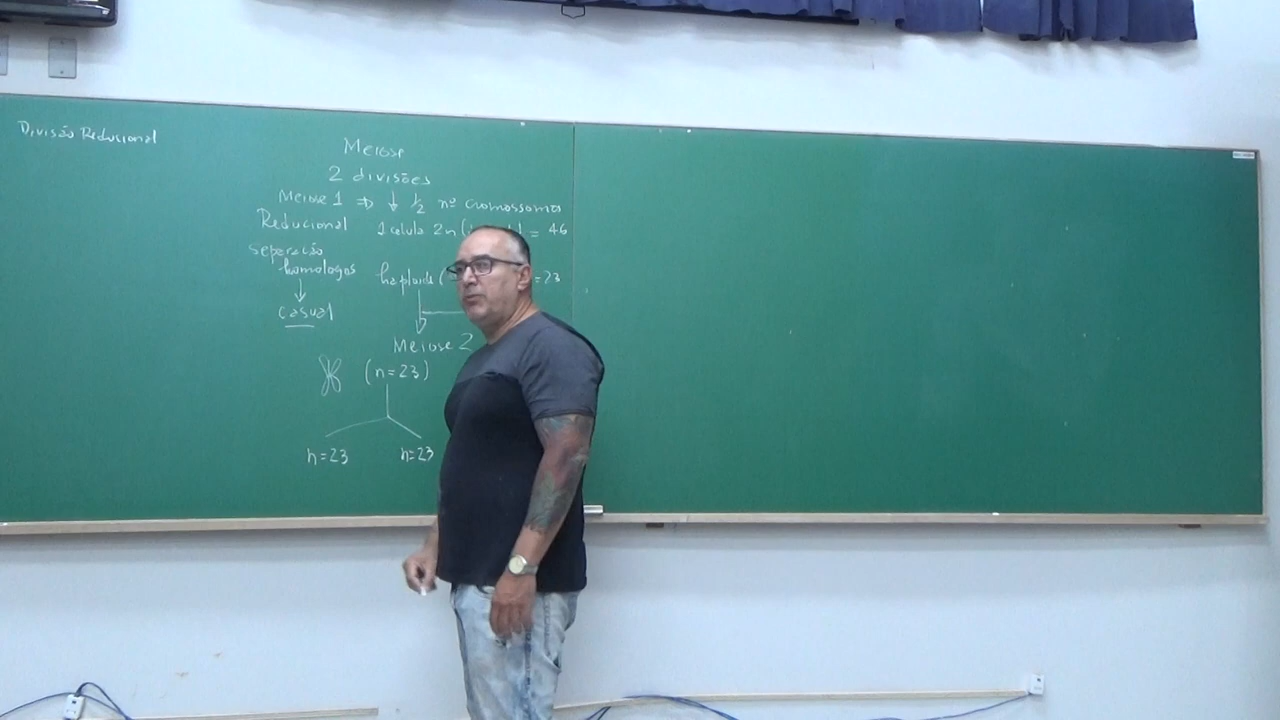 Divisão Reducional
Meiose
2 divisões
Meiose 1 ⇒ ↓ 1/2 nº cromossomos
Reducional 1 célula 2n ( = 46
separação
homologos haploide ( =23
↓
casual
Meiose 2
(n=23)
n=23 n=23